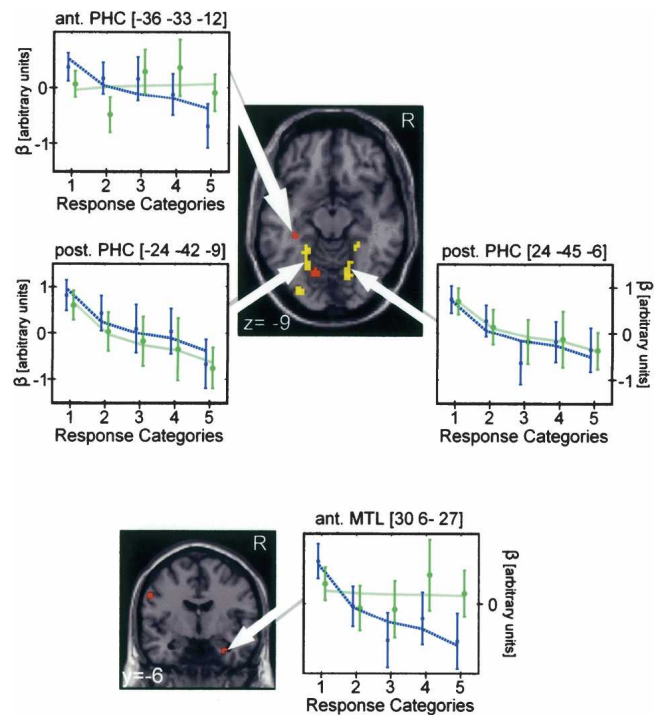 ant. PHC [-36 -33 -12]
0
-1
β [arbitrary units]
1 2 3 4 5
Response Categories
R
z= -9
post. PHC [-24 -42 -9]
1
0
-1
β [arbitrary units]
1 2 3 4 5
Response Categories
post. PHC [24 -45 -6]
1
0
-1
β [arbitrary units]
1 2 3 4 5
Response Categories
R
y=-6
ant. MTL [30 6- 27]
0
β [arbitrary units]
1 2 3 4 5
Response Categories